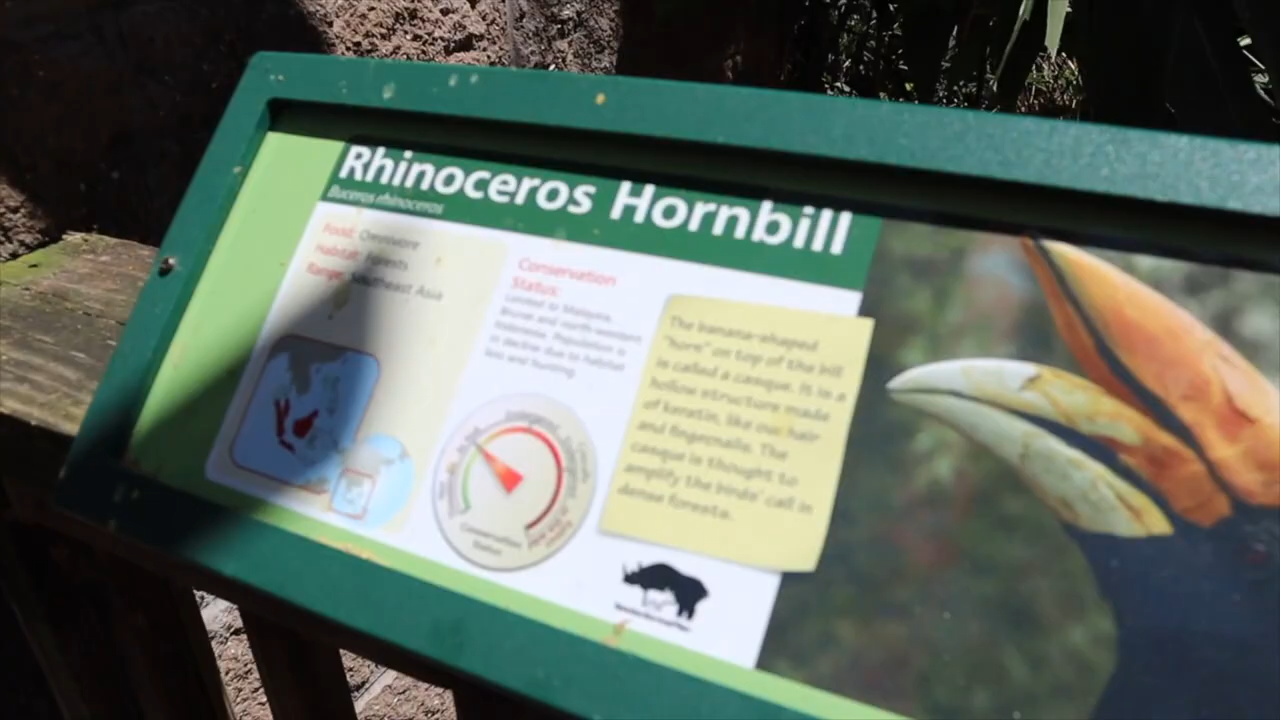 Rhinoceros Hornbill
Buceros rhinoceros
Food: Omnivore
Habitat: Forests
Range: Southeast Asia
Conservation
Status:
Limited to Malaysia,
Brunei and north-western
Indonesia. Population is
in decline due to habitat
loss and hunting.
Conservation
Status
The banana-shaped
"horn" on top of the bill
is called a casque. It is a
hollow structure made
of keratin, like our hair
and fingernails. The
casque is thought to
amplify the birds' call in
dense forests.